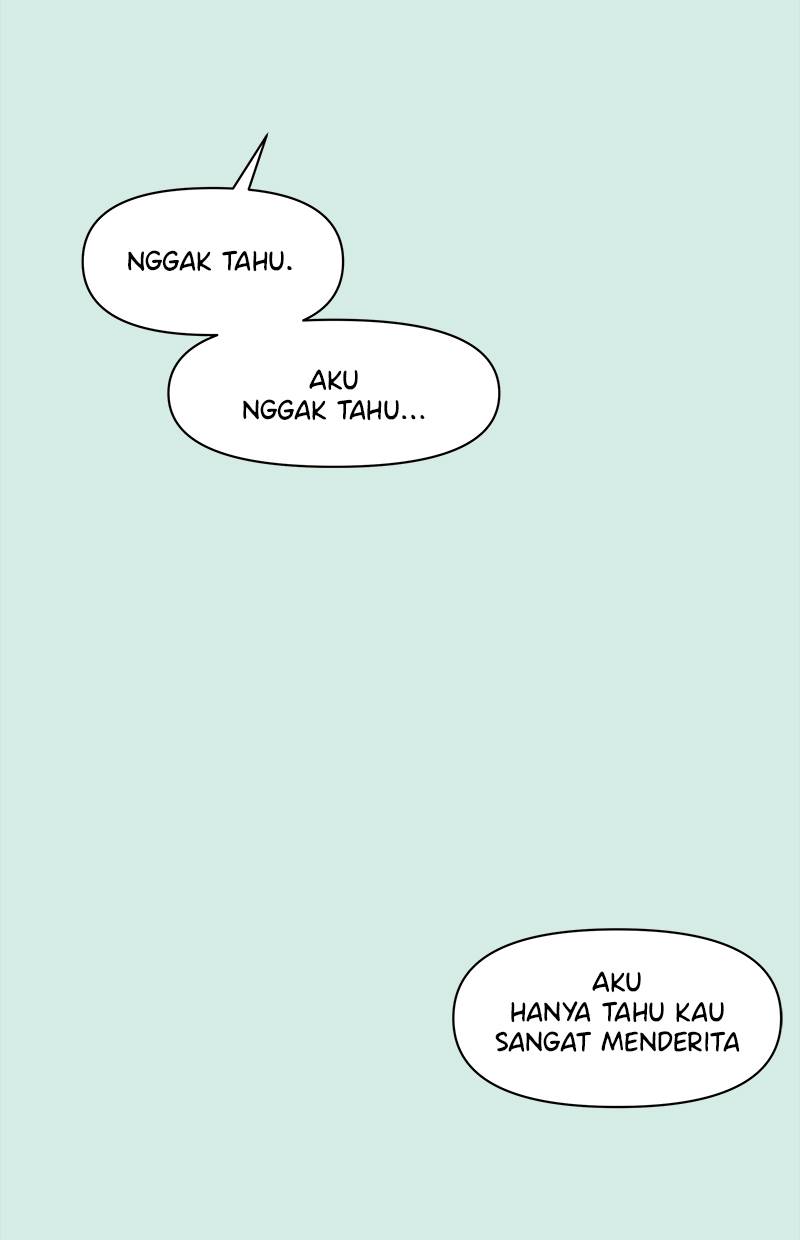 NGGAK TAHU.
AKU
NGGAK TAHU...
AKU
HANYA TAHU KAU
SANGAT MENDERITA